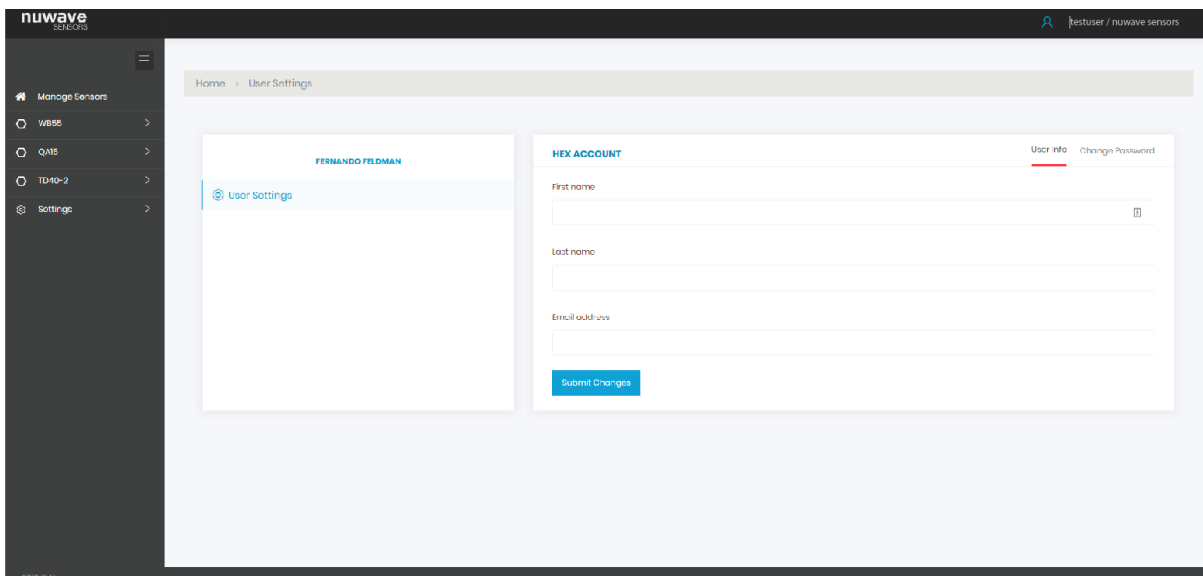 nuwave
SENSORS
testuser / nuwave sensors
Home > User Settings
Manage Sensors
WB55
QA15
TD40-2
Settings
FERNANDO FELDMAN
User Settings
HEX ACCOUNT
User Info
Change Password
First name
Last name
Email address
Submit Changes